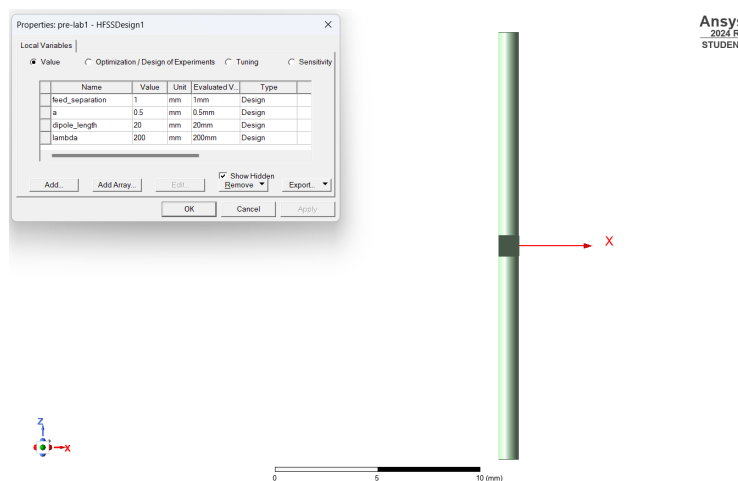 Properties: pre-lab1 - HFSSDesign1
Local Variables
Value Optimization / Design of Experiments Tuning Sensitivity
Name Value Unit Evaluated V... Type
feed_separation 1 mm 1mm Design
a 0.5 mm 0.5mm Design
dipole_length 20 mm 20mm Design
lambda 200 mm 200mm Design
Show Hidden
Add... Add Array... Edit... Remove Export...
OK Cancel Apply
Ansys
2024 R
STUDEN
X
Z
X
0 5 10 (mm)